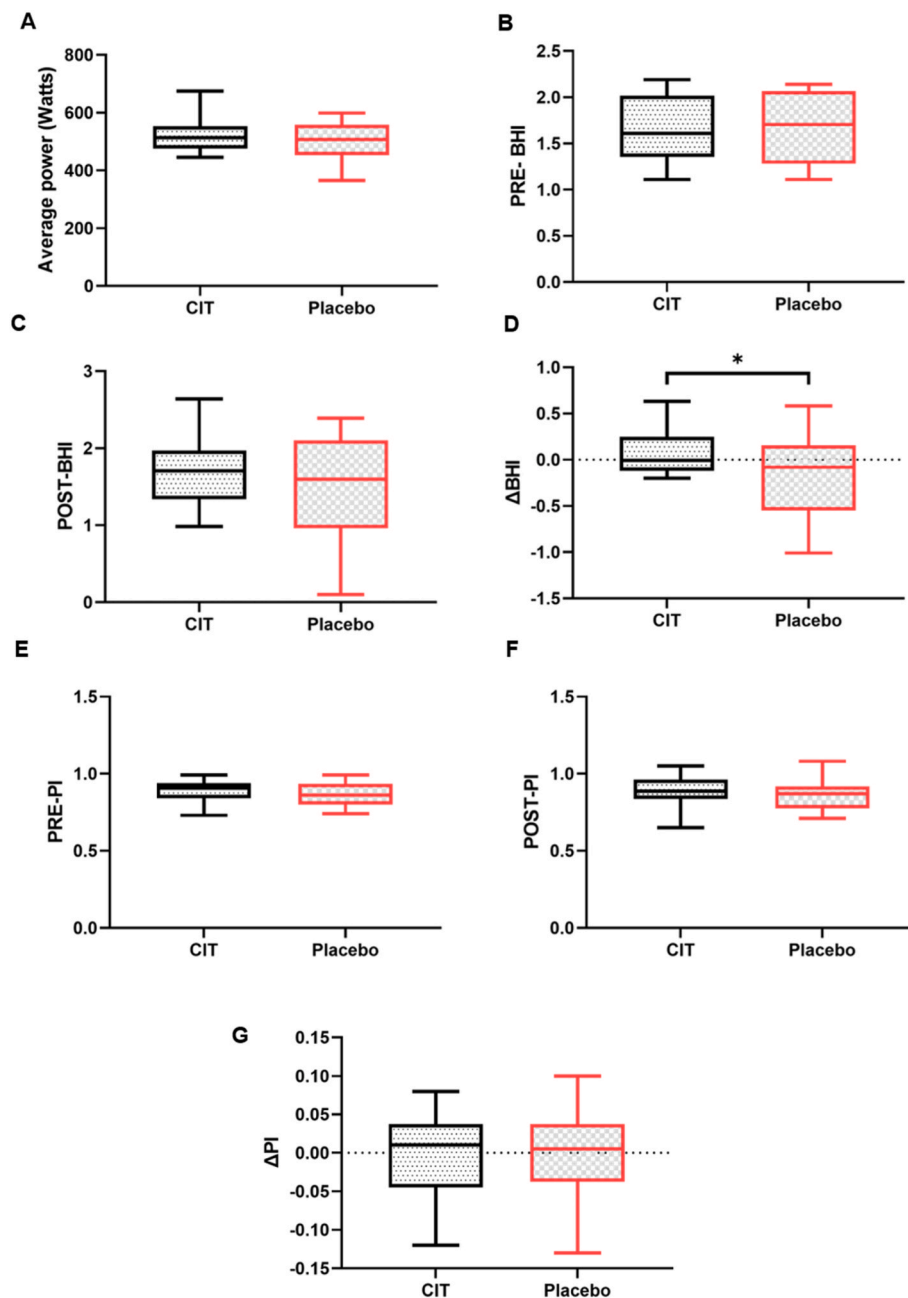 A
Average power (Watts)
800
600
400
200
0
CIT
Placebo
B
PRE- BHI
2.5
2.0
1.5
1.0
0.5
0.0
CIT
Placebo
C
POST-BHI
3
2
1
0
CIT
Placebo
D
ΔBHI
1.0
0.5
0.0
-0.5
-1.0
-1.5
*
CIT
Placebo
E
PRE-PI
1.5
1.0
0.5
0.0
CIT
Placebo
F
POST-PI
1.5
1.0
0.5
0.0
CIT
Placebo
G
ΔPI
0.15
0.10
0.05
0.00
-0.05
-0.10
-0.15
CIT
Placebo